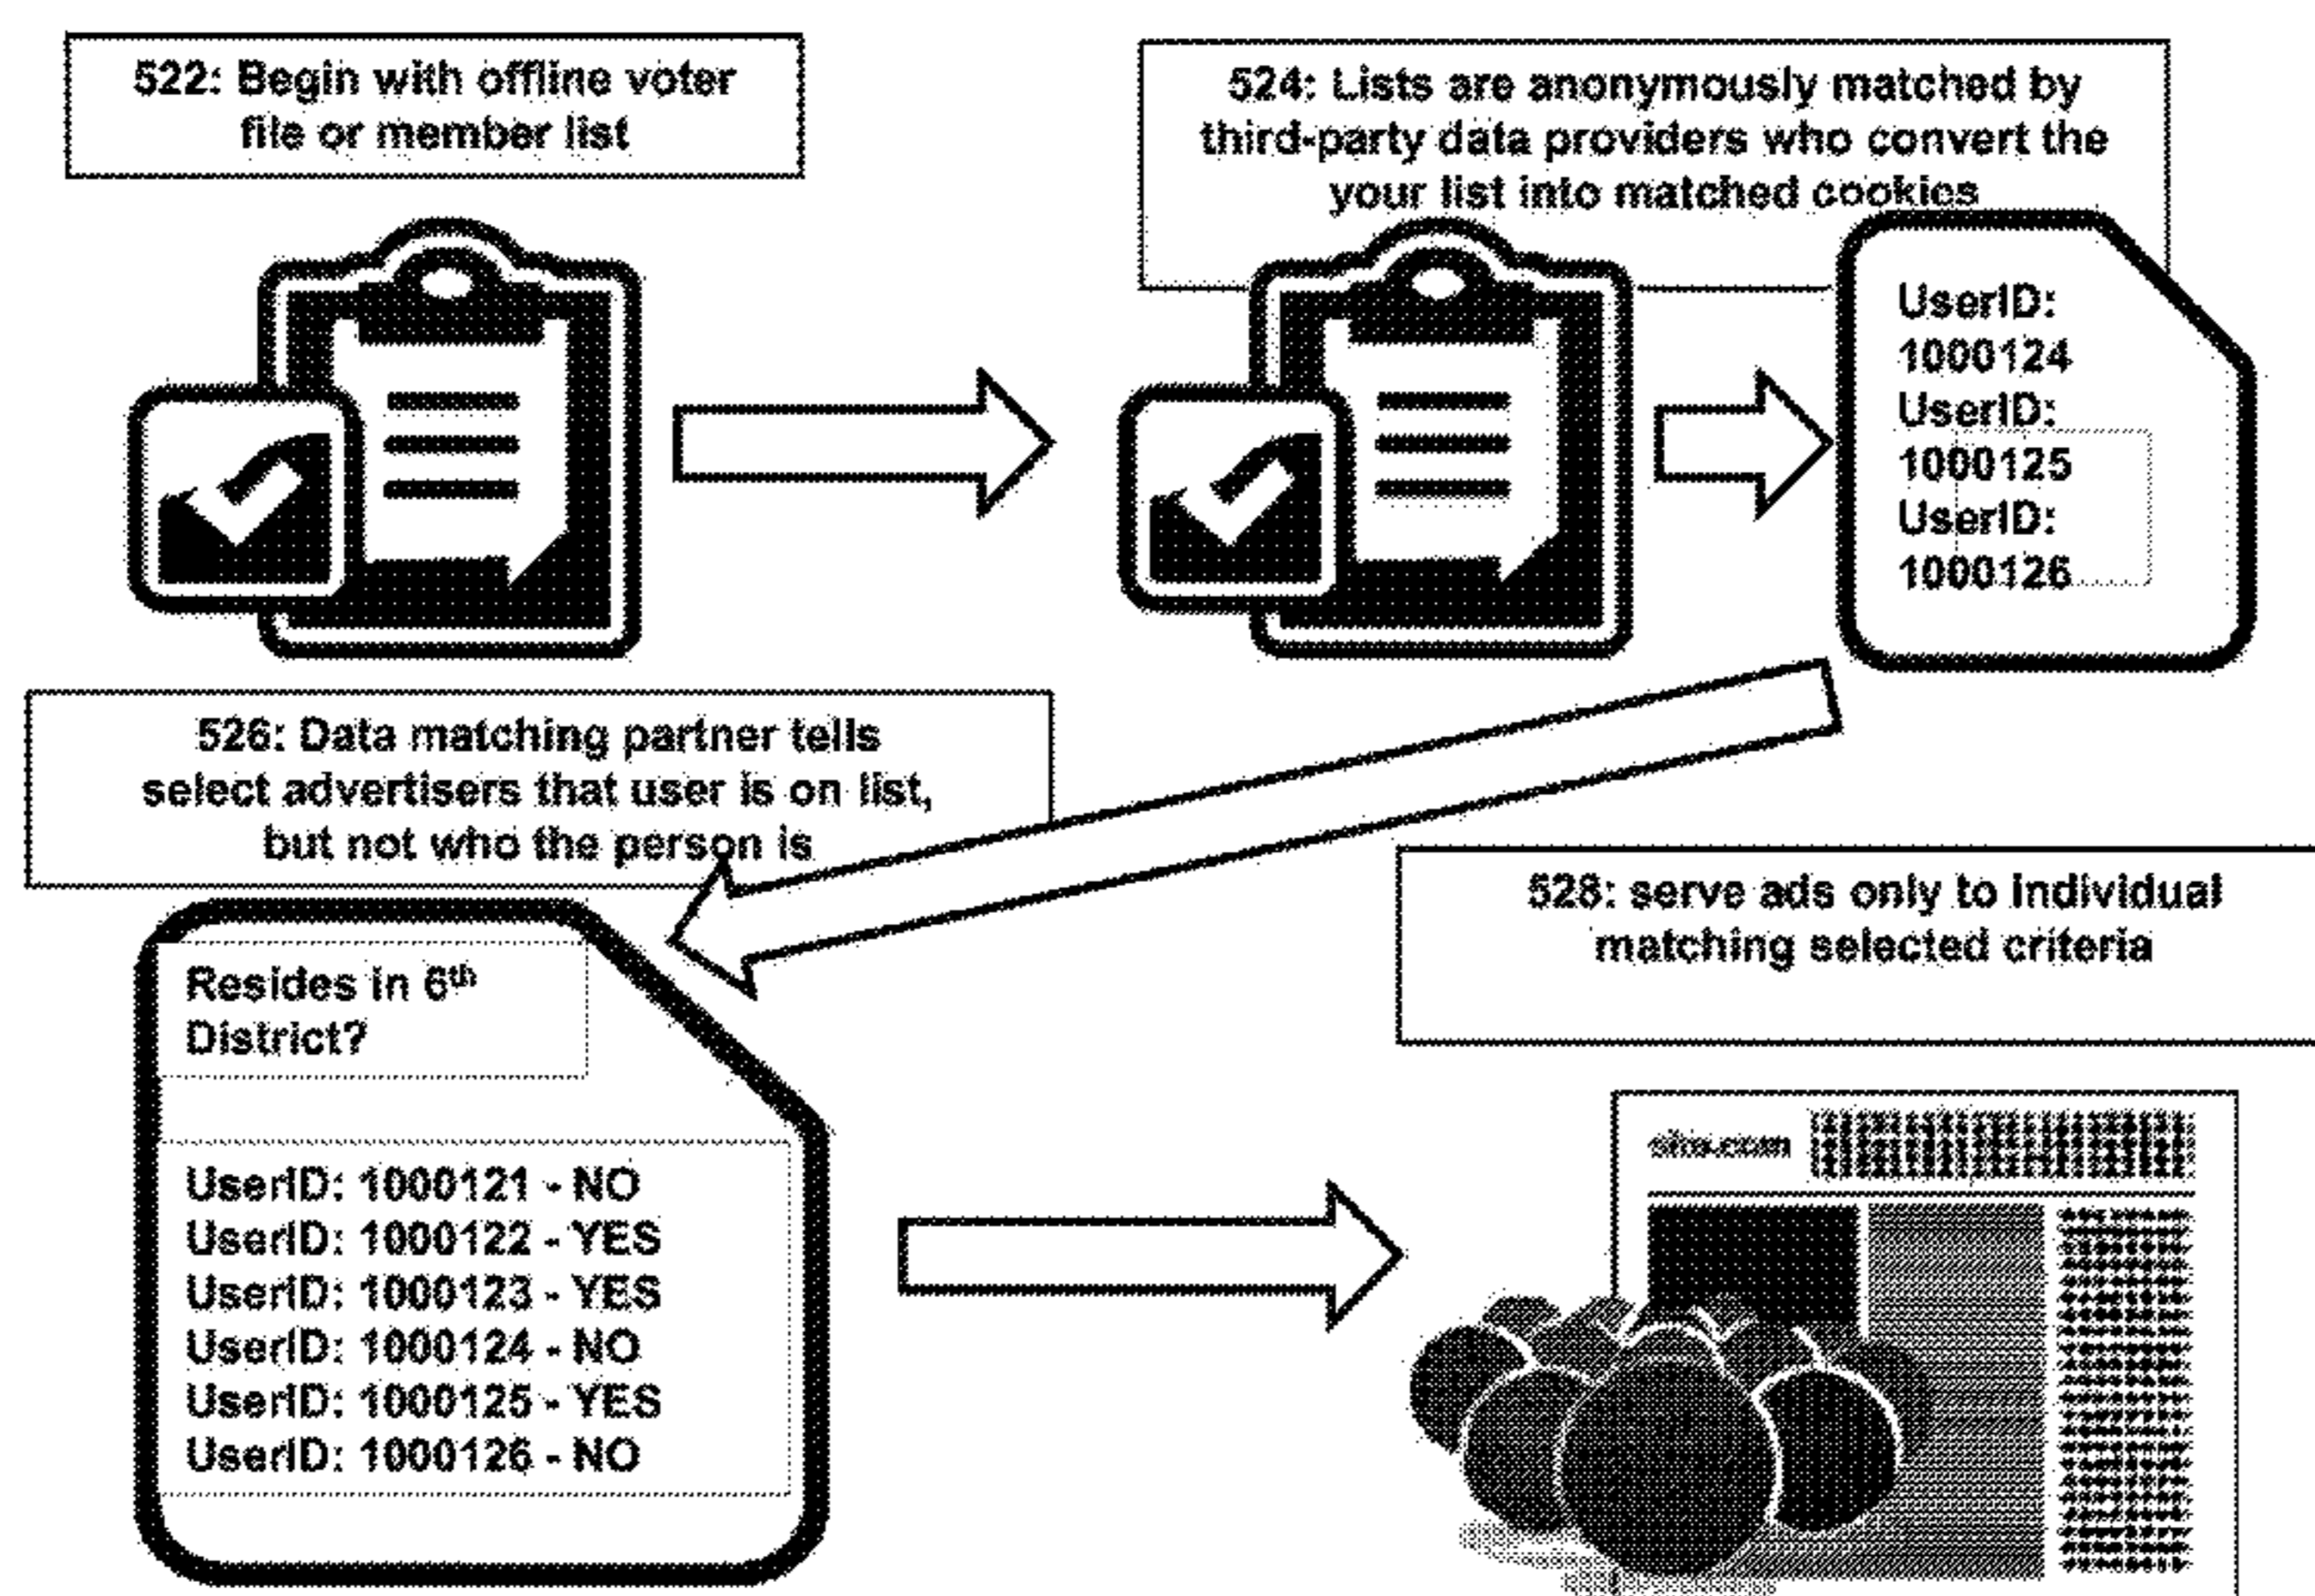 522: Begin with offline voter
file or member list
524: Lists are anonymously matched by
third-party data providers who convert the
your list into matched cookies
UserID:
1000124
UserID:
1000125
UserID:
1000126
526: Data matching partner tells
select advertisers that user is on list,
but not who the person is
Resides in 6th
District?
UserID: 1000121 - NO
UserID: 1000122 - YES
UserID: 1000123 - YES
UserID: 1000124 - NO
UserID: 1000125 - YES
UserID: 1000126 - NO
528: serve ads only to individual
matching selected criteria
site.com